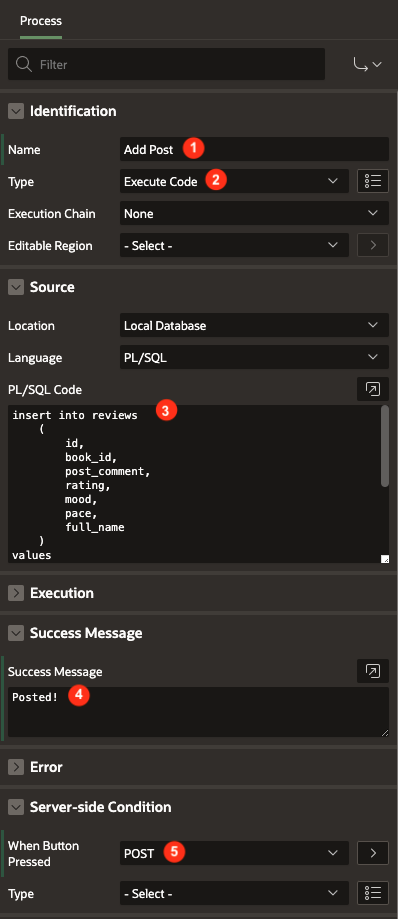 Process
Filter
Identification
Name Add Post 1
Type Execute Code 2
Execution Chain None
Editable Region - Select -
Source
Location Local Database
Language PL/SQL
PL/SQL Code
insert into reviews 3
(
id,
book_id,
post_comment,
rating,
mood,
pace,
full_name
)
values
Execution
Success Message
Success Message
Posted! 4
Error
Server-side Condition
When Button
Pressed
POST 5
Type - Select -